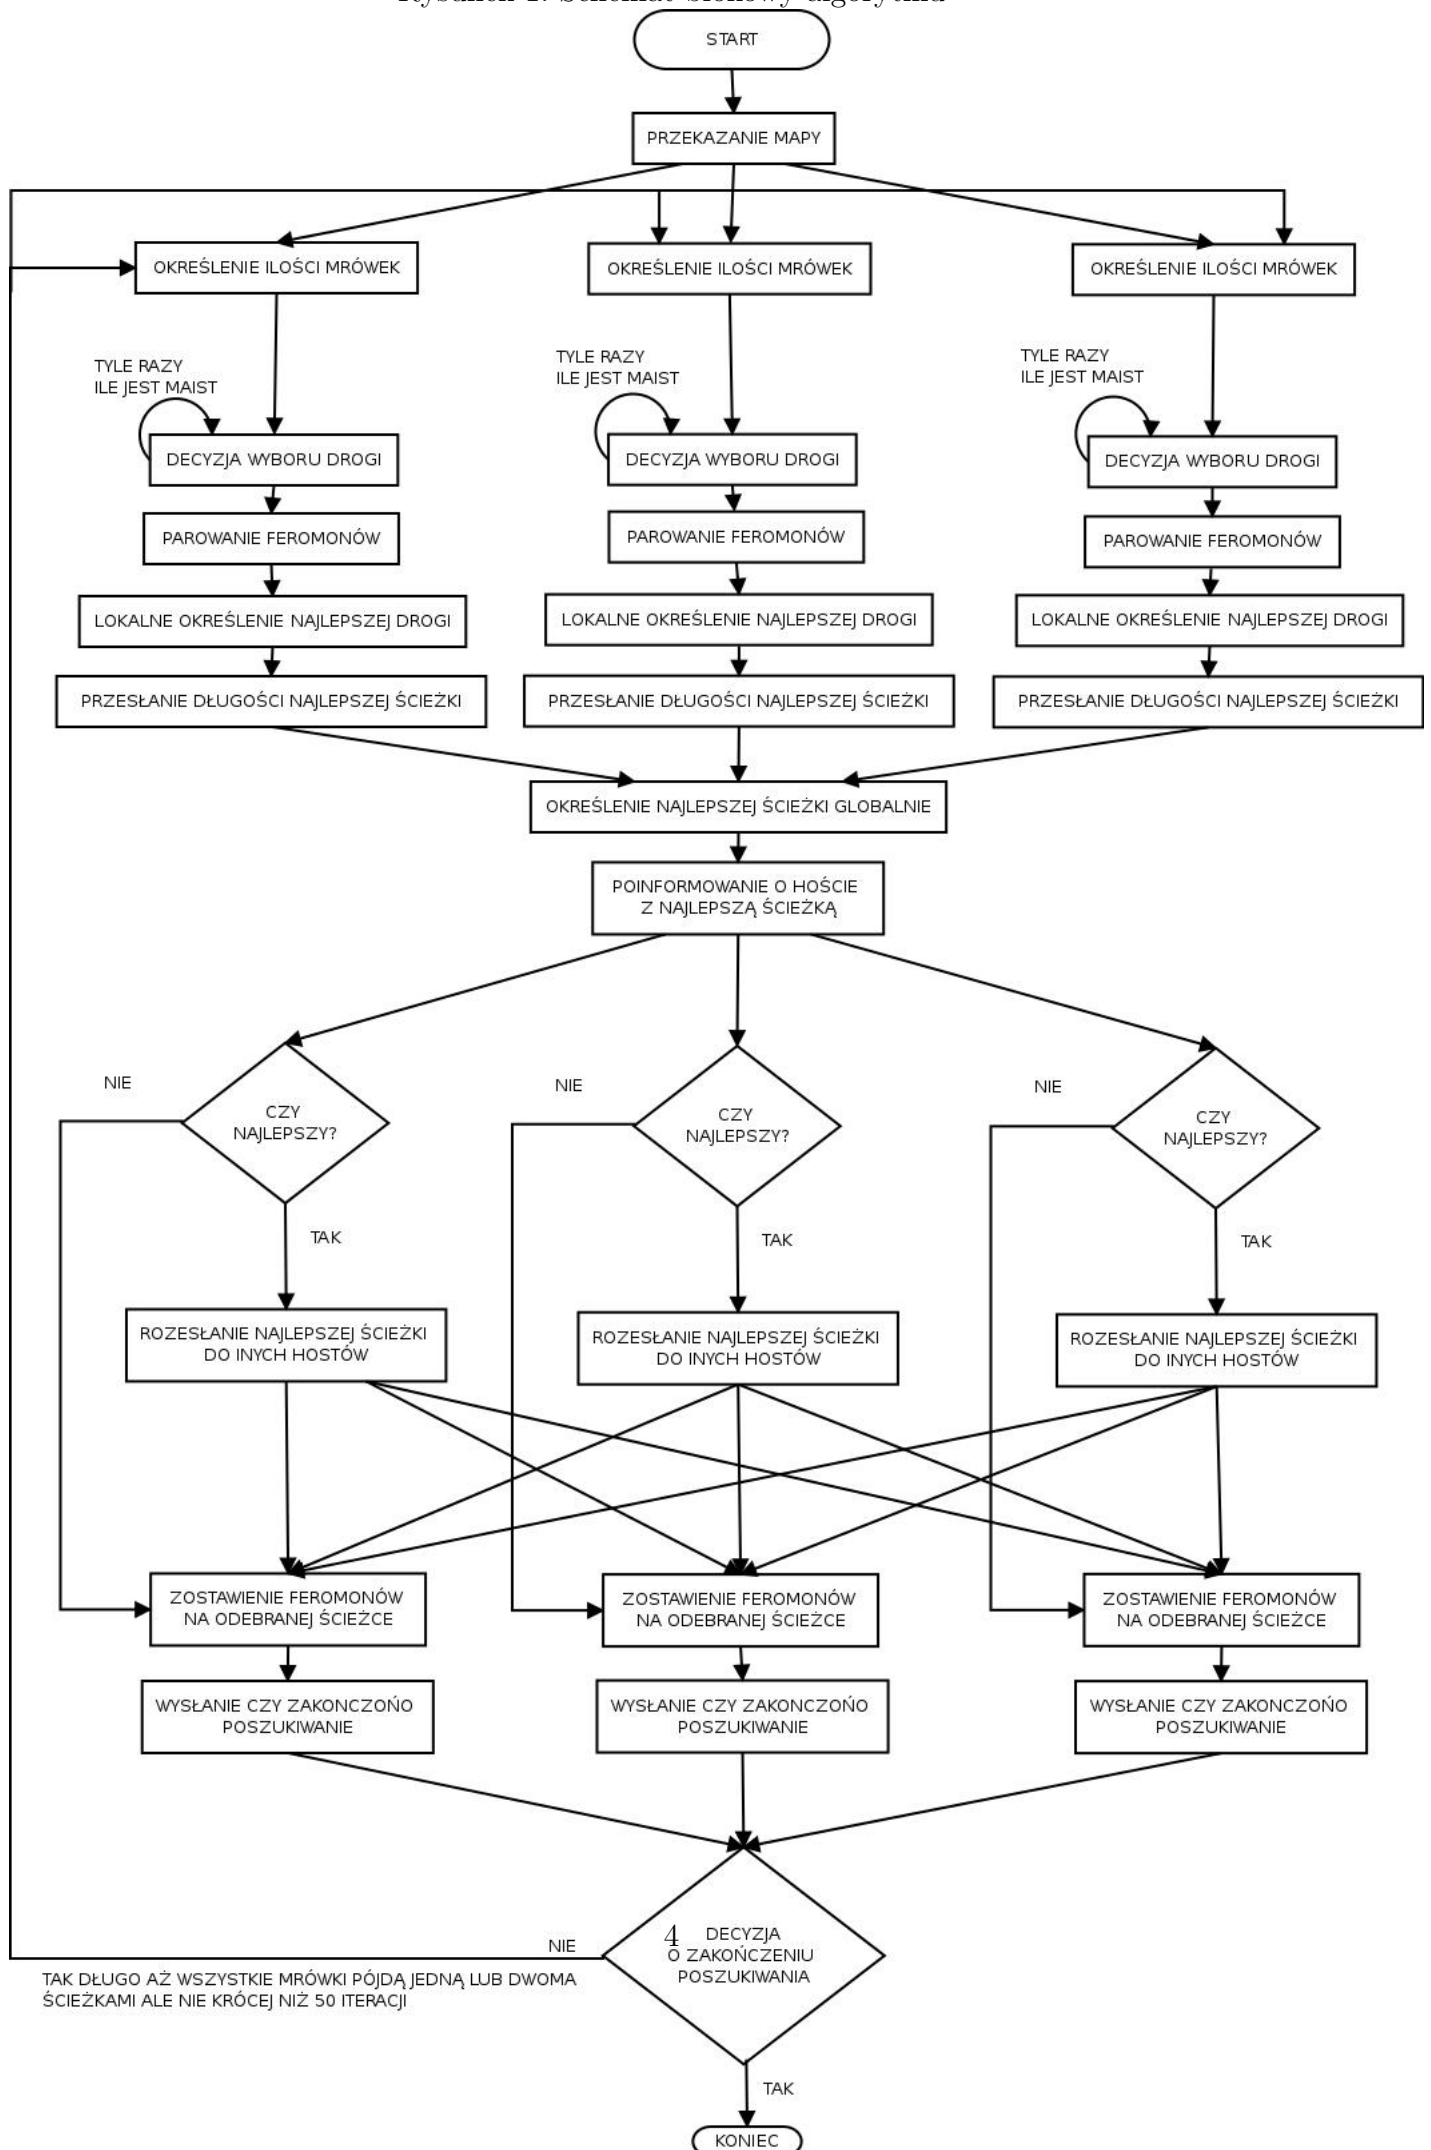 Rysunek 1: Schemat blokowy algorytmu
START
PRZEKAZANIE MAPY
OKREŚLENIE ILOŚCI MRÓWEK
OKREŚLENIE ILOŚCI MRÓWEK
OKREŚLENIE ILOŚCI MRÓWEK
TYLE RAZY
ILE JEST MAIST
TYLE RAZY
ILE JEST MAIST
TYLE RAZY
ILE JEST MAIST
DECYZJA WYBORU DROGI
DECYZJA WYBORU DROGI
DECYZJA WYBORU DROGI
PAROWANIE FEROMONÓW
PAROWANIE FEROMONÓW
PAROWANIE FEROMONÓW
LOKALNE OKREŚLENIE NAJLEPSZEJ DROGI
LOKALNE OKREŚLENIE NAJLEPSZEJ DROGI
LOKALNE OKREŚLENIE NAJLEPSZEJ DROGI
PRZESŁANIE DŁUGOŚCI NAJLEPSZEJ ŚCIEŻKI
PRZESŁANIE DŁUGOŚCI NAJLEPSZEJ ŚCIEŻKI
PRZESŁANIE DŁUGOŚCI NAJLEPSZEJ ŚCIEŻKI
OKREŚLENIE NAJLEPSZEJ ŚCIEŻKI GLOBALNIE
POINFORMOWANIE O HOŚCIE
Z NAJLEPSZĄ ŚCIEŻKĄ
NIE
CZY
NAJLEPSZY?
TAK
NIE
CZY
NAJLEPSZY?
TAK
NIE
CZY
NAJLEPSZY?
TAK
ROZESŁANIE NAJLEPSZEJ ŚCIEŻKI
DO INYCH HOSTÓW
ROZESŁANIE NAJLEPSZEJ ŚCIEŻKI
DO INYCH HOSTÓW
ROZESŁANIE NAJLEPSZEJ ŚCIEŻKI
DO INYCH HOSTÓW
ZOSTAWIENIE FEROMONÓW
NA ODEBRANEJ ŚCIEŻCE
ZOSTAWIENIE FEROMONÓW
NA ODEBRANEJ ŚCIEŻCE
ZOSTAWIENIE FEROMONÓW
NA ODEBRANEJ ŚCIEŻCE
WYSŁANIE CZY ZAKONCZOŃO
POSZUKIWANIE
WYSŁANIE CZY ZAKONCZOŃO
POSZUKIWANIE
WYSŁANIE CZY ZAKONCZOŃO
POSZUKIWANIE
4
DECYZJA
O ZAKOŃCZENIU
POSZUKIWANIA
NIE
TAK DŁUGO AŻ WSZYSTKIE MRÓWKI PÓJDĄ JEDNĄ LUB DWOMA
ŚCIEŻKAMI ALE NIE KRÓCEJ NIŻ 50 ITERACJI
TAK
KONIEC